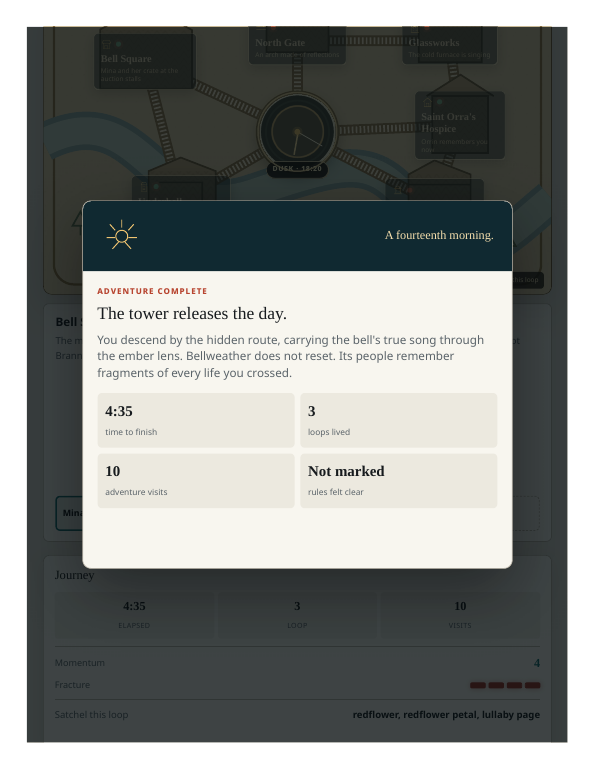 North Gate
Glassworks
Bell Square
Saint Orra's
Hospice
DUSK · 18:20
this loop
A fourteenth morning.
ADVENTURE COMPLETE
The tower releases the day.
You descend by the hidden route, carrying the bell's true song through
the ember lens. Bellweather does not reset. Its people remember
fragments of every life you crossed.
4:35
time to finish
3
loops lived
10
adventure visits
Not marked
rules felt clear
Journey
4:35
ELAPSED
3
LOOP
10
VISITS
Momentum
4
Fracture
Satchel this loop
redflower, redflower petal, lullaby page